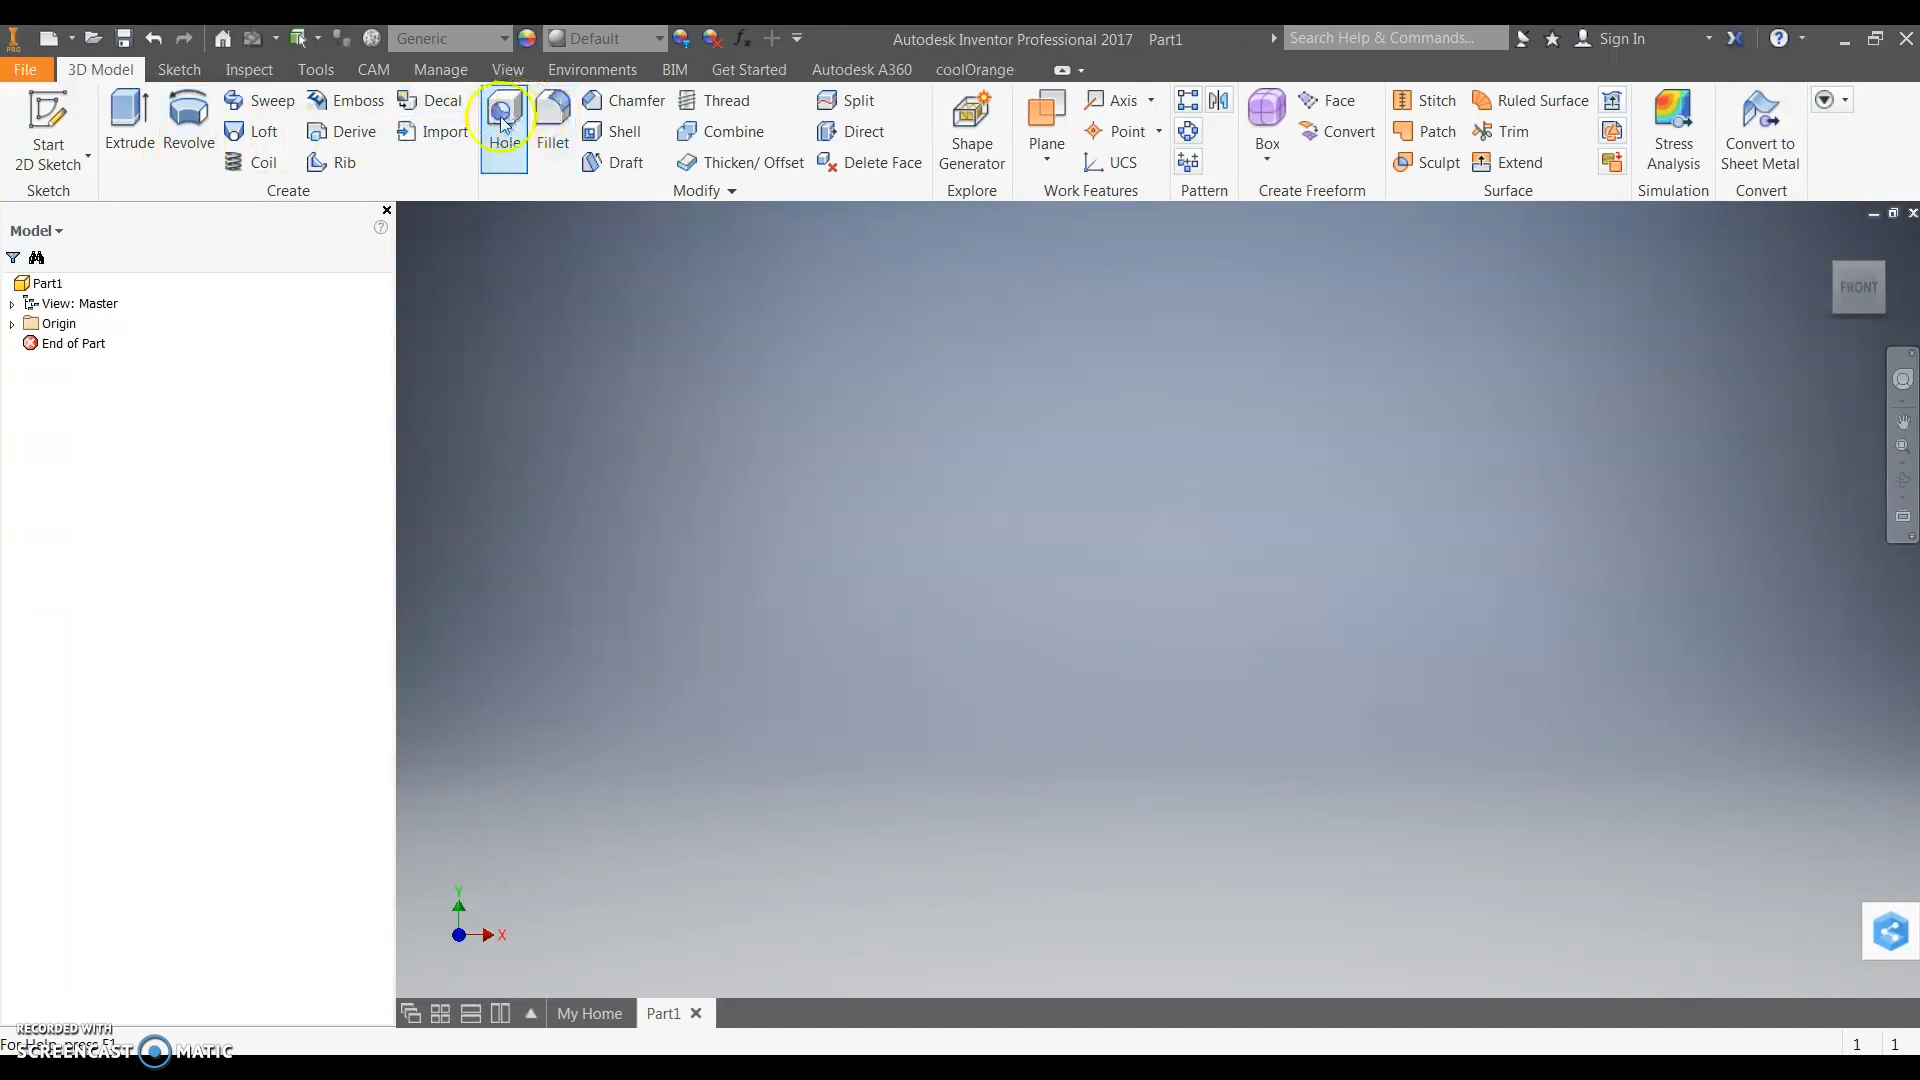 PRO
Generic
Default
Autodesk Inventor Professional 2017 Part1
Search Help & Commands...
Sign In
File
3D Model
Sketch
Inspect
Tools
CAM
Manage
View
Environments
BIM
Get Started
Autodesk A360
coolOrange
Start
2D Sketch
Extrude
Revolve
Sweep
Loft
Coil
Emboss
Derive
Rib
Decal
Import
Hole
Fillet
Chamfer
Shell
Draft
Thread
Combine
Thicken/ Offset
Split
Direct
Delete Face
Shape
Generator
Plane
Axis
Point
UCS
Box
Face
Convert
Stitch
Patch
Sculpt
Ruled Surface
Trim
Extend
Stress
Analysis
Convert to
Sheet Metal
Sketch
Create
Modify
Explore
Work Features
Pattern
Create Freeform
Surface
Simulation
Convert
Model
Part1
View: Master
Origin
End of Part
FRONT
Y
X
My Home
Part1
RECORDED WITH
For Help, press F1
SCREENCAST MATIC
1 1